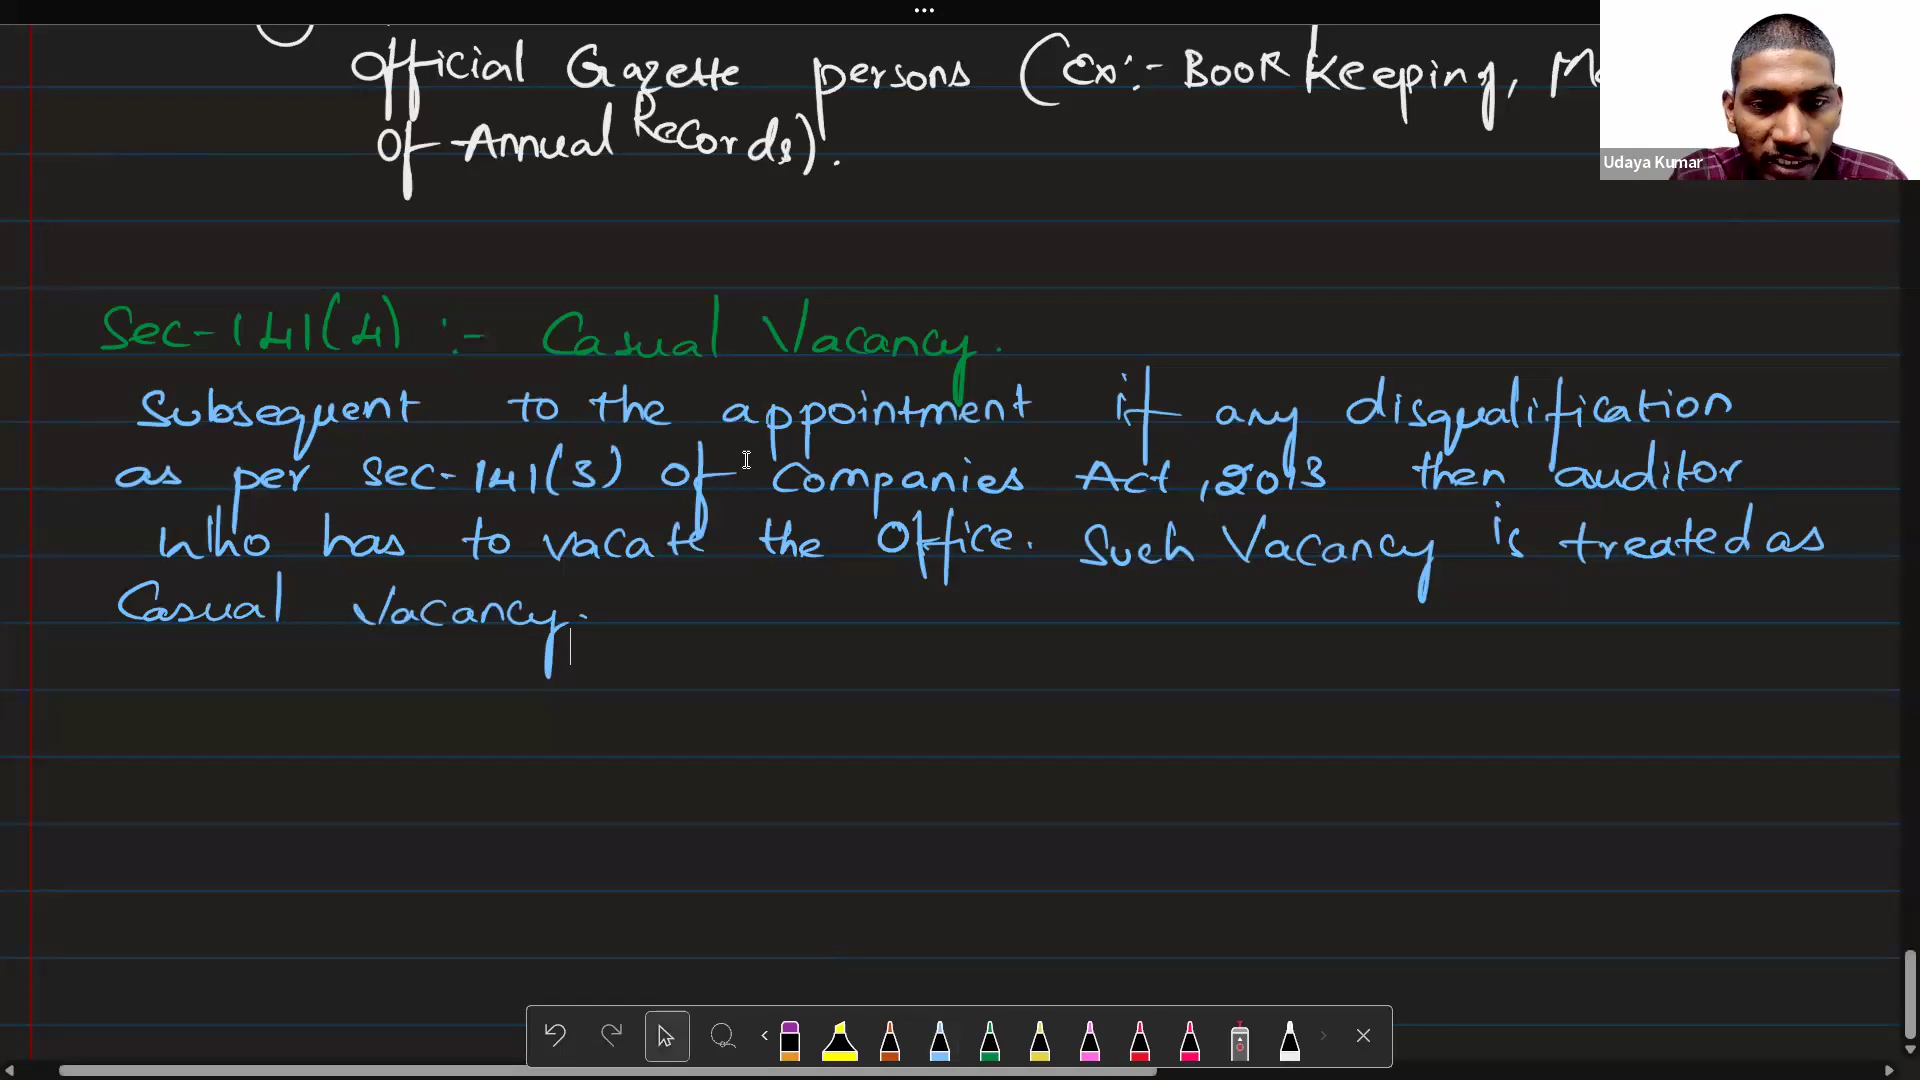 Official Gazette persons (Ex:- Book keeping, M
of Annual Records).
Udaya Kumar
Sec-141(4) :- Casual Vacancy.
Subsequent to the appointment if any disqualification
as per Sec-141(3) of Companies Act, 2013 then auditor
who has to vacate the Office. Such Vacancy is treated as
Casual Vacancy.